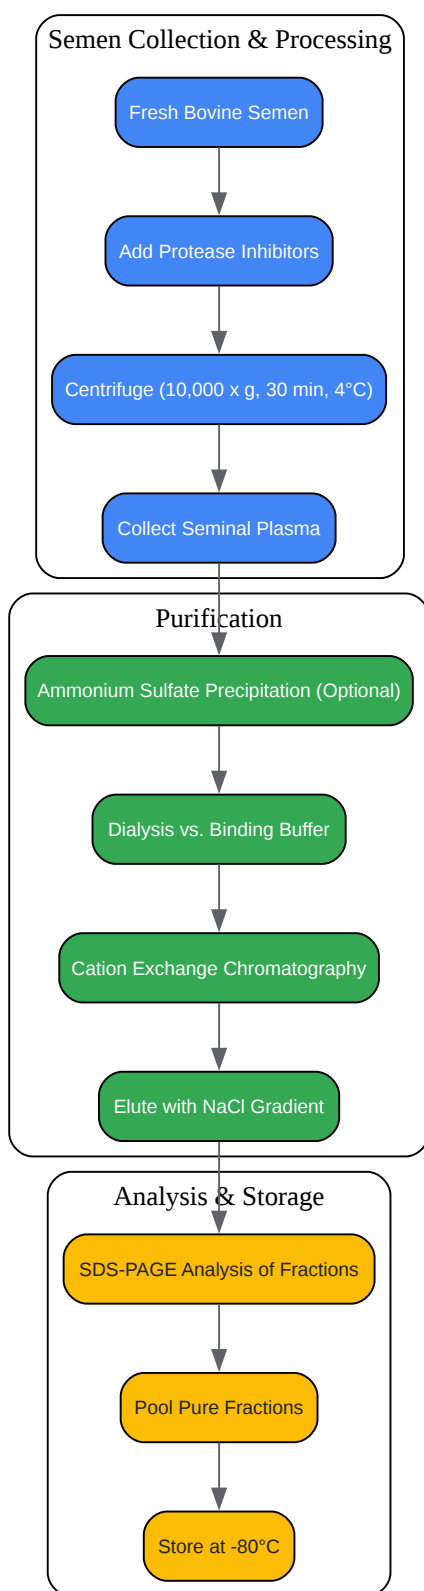 Semen Collection & Processing
Fresh Bovine Semen
Add Protease Inhibitors
Centrifuge (10,000 x g, 30 min, 4°C)
Collect Seminal Plasma
Purification
Ammonium Sulfate Precipitation (Optional)
Dialysis vs. Binding Buffer
Cation Exchange Chromatography
Elute with NaCl Gradient
Analysis & Storage
SDS-PAGE Analysis of Fractions
Pool Pure Fractions
Store at -80°C